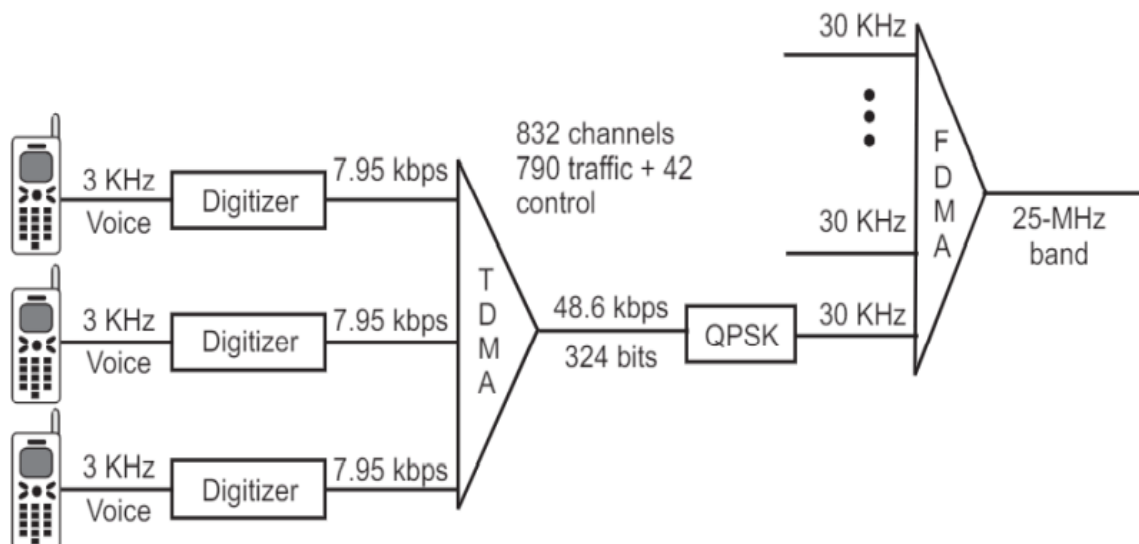 30 KHz
832 channels
790 traffic + 42
control
3 KHz
Voice
Digitizer
7.95 kbps
30 KHz
FDMA
25-MHz
band
3 KHz
Voice
Digitizer
7.95 kbps
TDMA
48.6 kbps
324 bits
QPSK
30 KHz
3 KHz
Voice
Digitizer
7.95 kbps